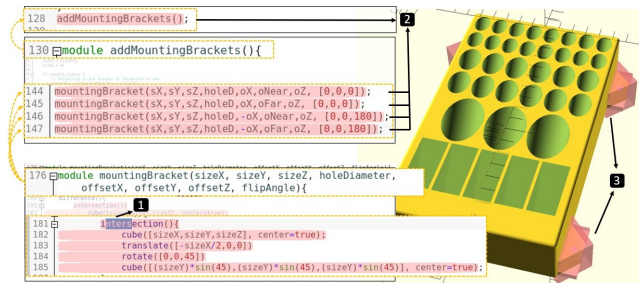 128 addMountingBrackets();
2
130 module addMountingBrackets(){
144 mountingBracket(sX,sY,sZ,holeD,oX,oNear,oZ, [0,0,0]);
145 mountingBracket(sX,sY,sZ,holeD,oX,oFar,oZ, [0,0,0]);
146 mountingBracket(sX,sY,sZ,holeD,-oX,oNear,oZ, [0,0,180]);
147 mountingBracket(sX,sY,sZ,holeD,-oX,oFar,oZ, [0,0,180]);
176 module mountingBracket(sizeX, sizeY, sizeZ, holeDiameter,
offsetX, offsetY, offsetZ, flipAngle){
1
3
181 intersection(){
182 cube([sizeX,sizeY,sizeZ], center=true);
183 translate([-sizeX/2,0,0])
184 rotate([0,0,45])
185 cube([(sizeY)*sin(45),(sizeY)*sin(45),(sizeY)*sin(45)], center=true);